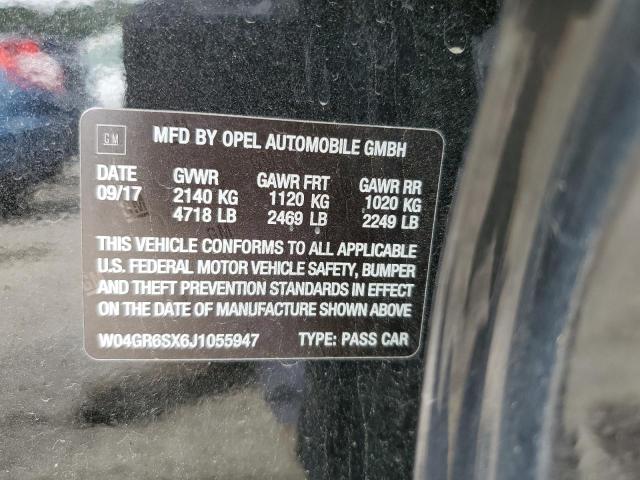 GM
MFD BY OPEL AUTOMOBILE GMBH
DATE GVWR GAWR FRT GAWR RR
09/17 2140 KG 1120 KG 1020 KG
4718 LB 2469 LB 2249 LB
THIS VEHICLE CONFORMS TO ALL APPLICABLE
U.S. FEDERAL MOTOR VEHICLE SAFETY, BUMPER
AND THEFT PREVENTION STANDARDS IN EFFECT
ON THE DATE OF MANUFACTURE SHOWN ABOVE
W04GR6SX6J1055947 TYPE: PASS CAR